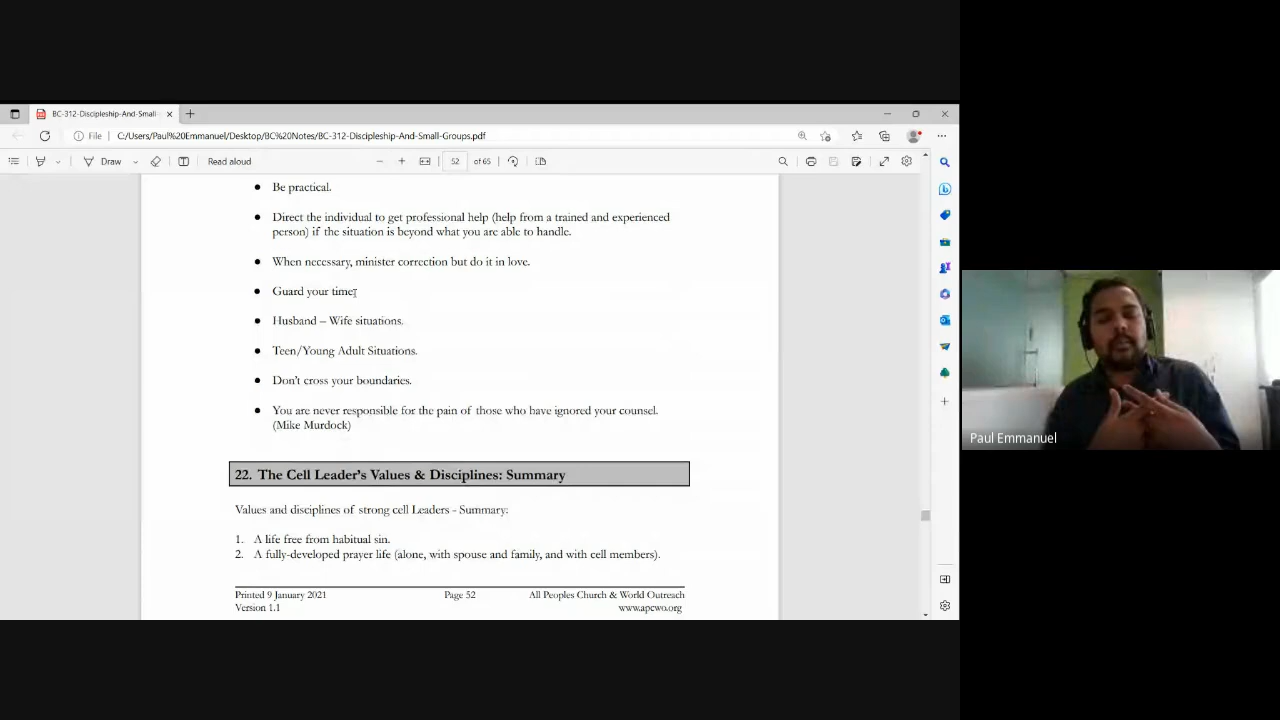 BC-312-Discipleship-And-Small-
File
C:/Users/Paul%20Emmanuel/Desktop/BC%20Notes/BC-312-Discipleship-And-Small-Groups.pdf
Draw
Read aloud
52
of 65
● Be practical.
● Direct the individual to get professional help (help from a trained and experienced
person) if the situation is beyond what you are able to handle.
● When necessary, minister correction but do it in love.
● Guard your time
● Husband – Wife situations.
● Teen/Young Adult Situations.
● Don't cross your boundaries.
● You are never responsible for the pain of those who have ignored your counsel.
(Mike Murdock)
22. The Cell Leader's Values & Disciplines: Summary
Values and disciplines of strong cell Leaders - Summary:
1. A life free from habitual sin.
2. A fully-developed prayer life (alone, with spouse and family, and with cell members).
Printed 9 January 2021 Page 52 All Peoples Church & World Outreach
Version 1.1 www.apcwo.org
Paul Emmanuel